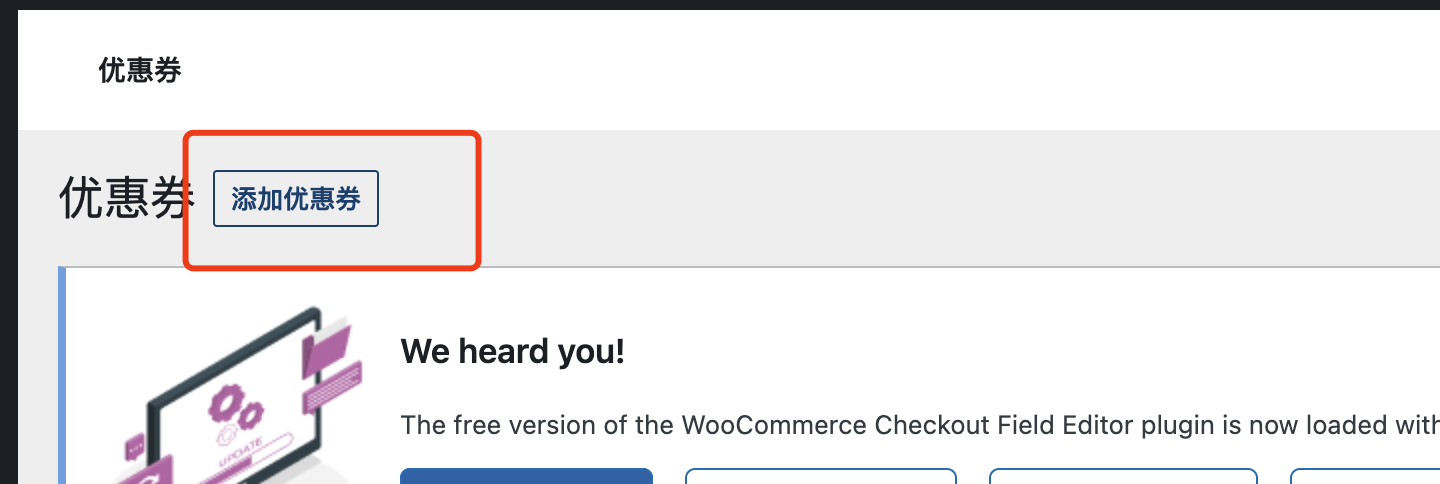 优惠券
优惠券 添加优惠券
We heard you!
The free version of the WooCommerce Checkout Field Editor plugin is now loaded with
UPDATE